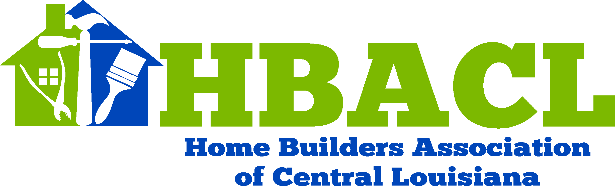 HBACL
Home Builders Association
of Central Louisiana